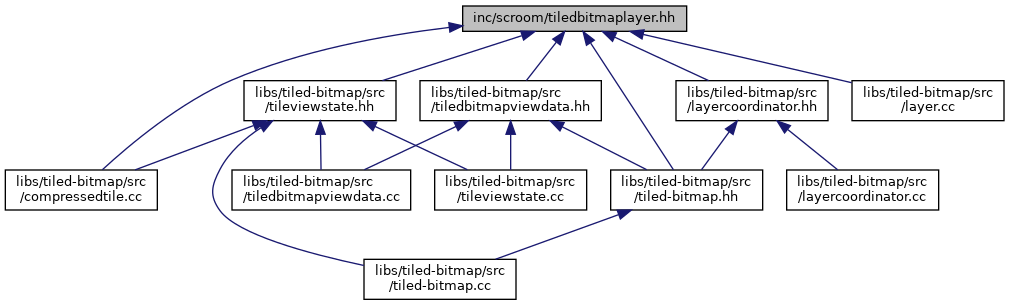 inc/scroom/tiledbitmaplayer.hh
libs/tiled-bitmap/src
/tileviewstate.hh
libs/tiled-bitmap/src
/tiledbitmapviewdata.hh
libs/tiled-bitmap/src
/layercoordinator.hh
libs/tiled-bitmap/src
/layer.cc
libs/tiled-bitmap/src
/compressedtile.cc
libs/tiled-bitmap/src
/tiledbitmapviewdata.cc
libs/tiled-bitmap/src
/tileviewstate.cc
libs/tiled-bitmap/src
/tiled-bitmap.hh
libs/tiled-bitmap/src
/layercoordinator.cc
libs/tiled-bitmap/src
/tiled-bitmap.cc